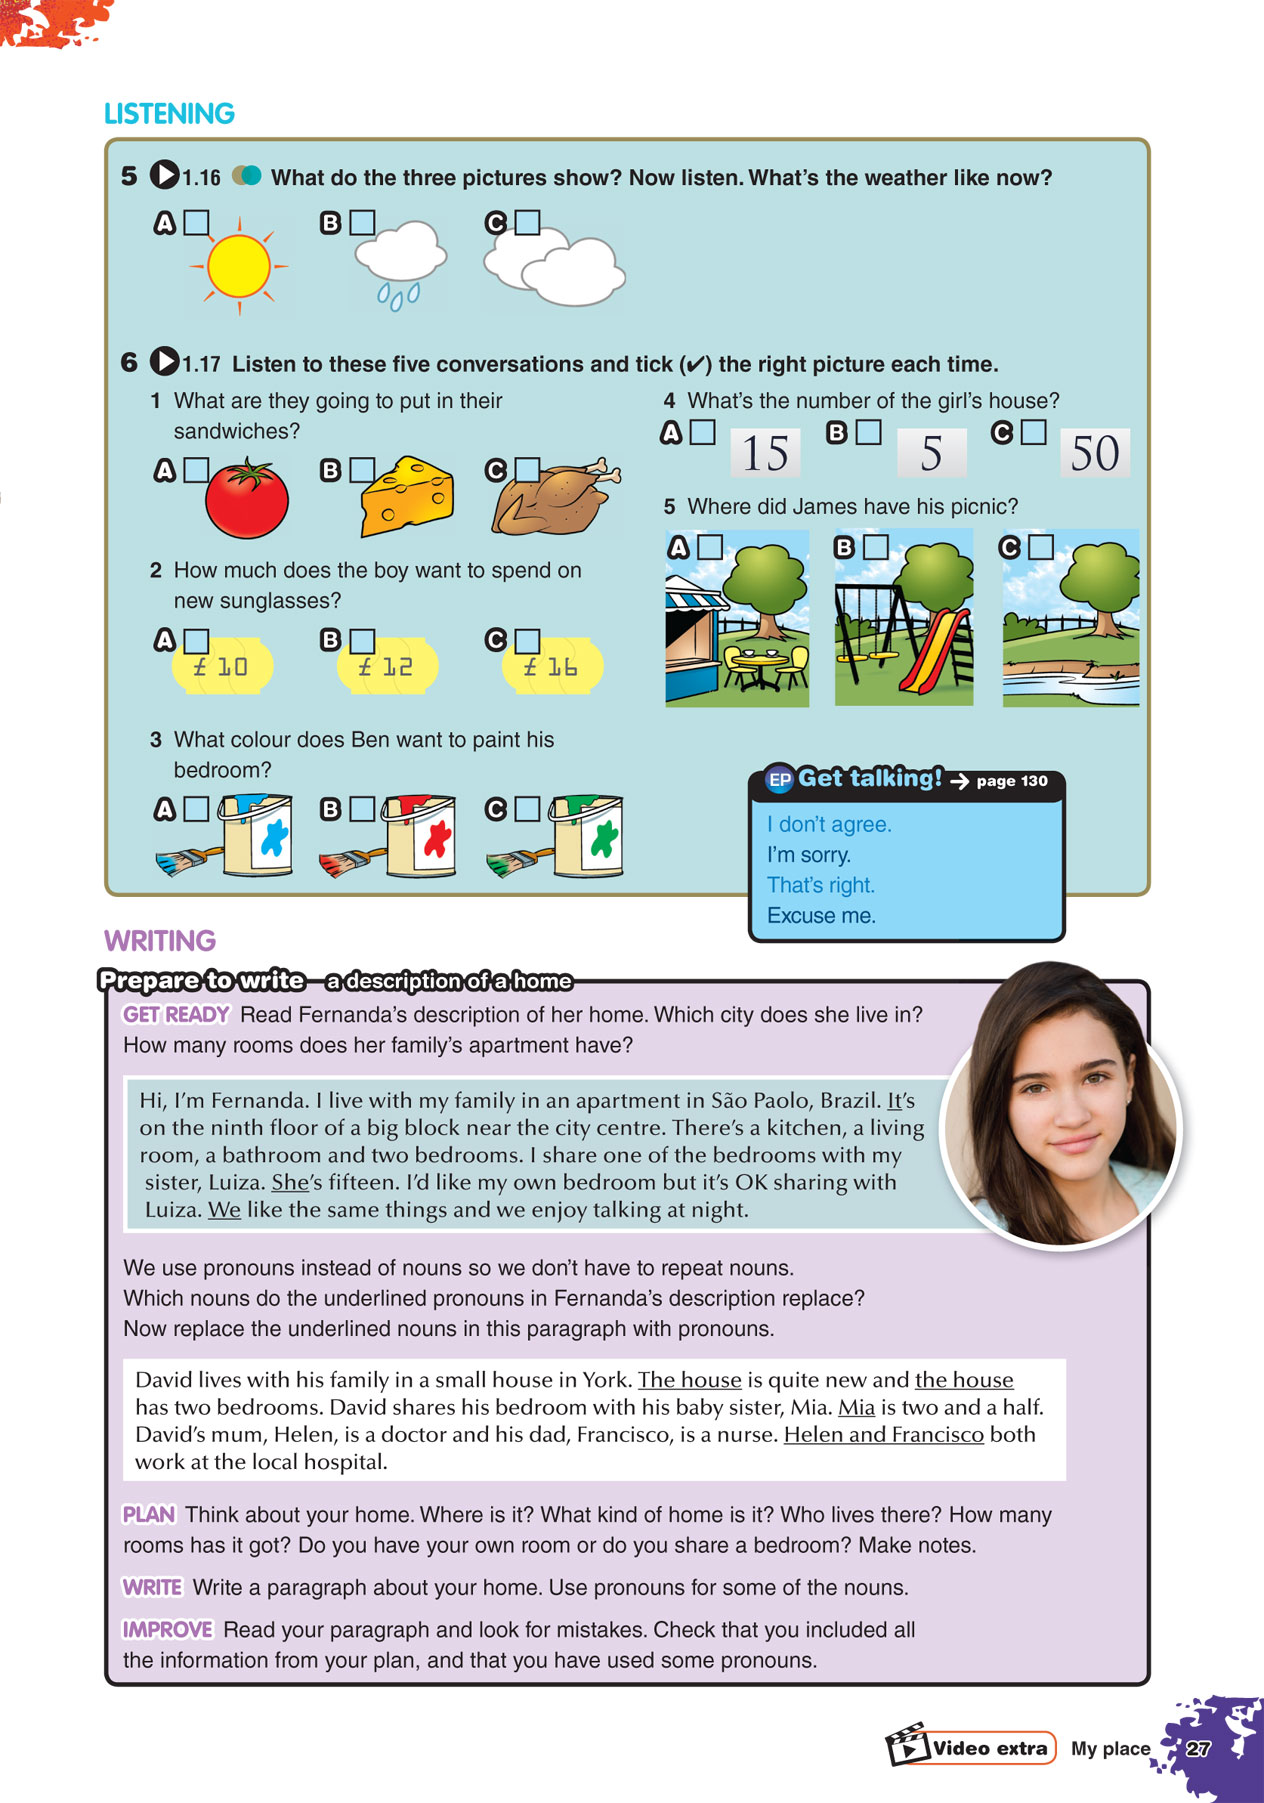 LISTENING
5 1.16 What do the three pictures show? Now listen. What's the weather like now?
A B C
6 1.17 Listen to these five conversations and tick (✔) the right picture each time.
1 What are they going to put in their
sandwiches?
A B C
2 How much does the boy want to spend on
new sunglasses?
A B C
£ 10 £ 12 £ 16
3 What colour does Ben want to paint his
bedroom?
A B C
4 What's the number of the girl's house?
A B C
15 5 50
5 Where did James have his picnic?
A B C
EP Get talking! → page 130
I don't agree.
I'm sorry.
That's right.
Excuse me.
WRITING
Prepare to write a description of a home
GET READY Read Fernanda's description of her home. Which city does she live in?
How many rooms does her family's apartment have?
Hi, I'm Fernanda. I live with my family in an apartment in São Paolo, Brazil. It's
on the ninth floor of a big block near the city centre. There's a kitchen, a living
room, a bathroom and two bedrooms. I share one of the bedrooms with my
sister, Luiza. She's fifteen. I'd like my own bedroom but it's OK sharing with
Luiza. We like the same things and we enjoy talking at night.
We use pronouns instead of nouns so we don't have to repeat nouns.
Which nouns do the underlined pronouns in Fernanda's description replace?
Now replace the underlined nouns in this paragraph with pronouns.
David lives with his family in a small house in York. The house is quite new and the house
has two bedrooms. David shares his bedroom with his baby sister, Mia. Mia is two and a half.
David's mum, Helen, is a doctor and his dad, Francisco, is a nurse. Helen and Francisco both
work at the local hospital.
PLAN Think about your home. Where is it? What kind of home is it? Who lives there? How many
rooms has it got? Do you have your own room or do you share a bedroom? Make notes.
WRITE Write a paragraph about your home. Use pronouns for some of the nouns.
IMPROVE Read your paragraph and look for mistakes. Check that you included all
the information from your plan, and that you have used some pronouns.
Video extra My place 27